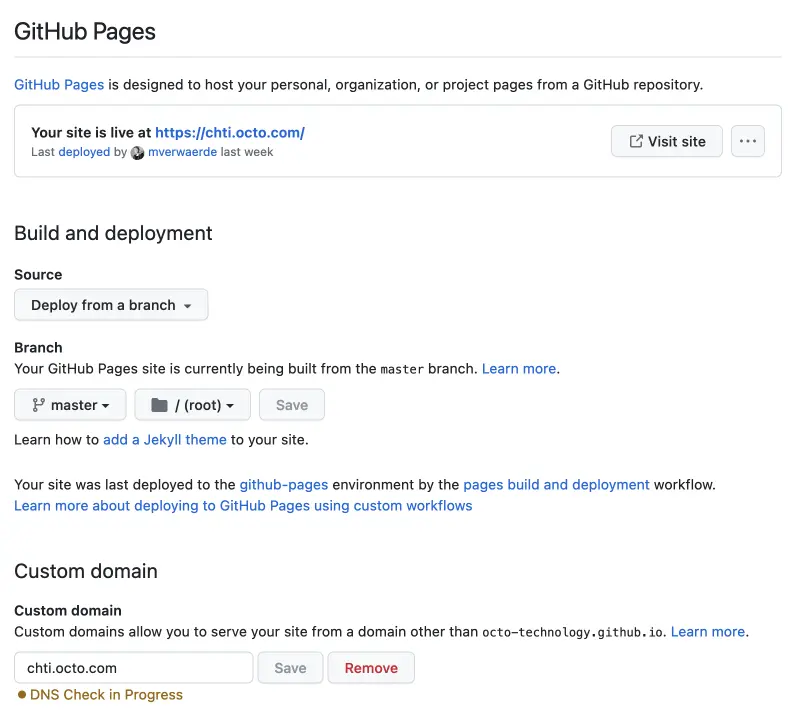 GitHub Pages
GitHub Pages is designed to host your personal, organization, or project pages from a GitHub repository.
Your site is live at https://chti.octo.com/
Last deployed by mverwaerde last week
Visit site
Build and deployment
Source
Deploy from a branch
Branch
Your GitHub Pages site is currently being built from the master branch. Learn more.
master
/ (root)
Save
Learn how to add a Jekyll theme to your site.
Your site was last deployed to the github-pages environment by the pages build and deployment workflow.
Learn more about deploying to GitHub Pages using custom workflows
Custom domain
Custom domain
Custom domains allow you to serve your site from a domain other than octo-technology.github.io. Learn more.
chti.octo.com
Save
Remove
DNS Check in Progress